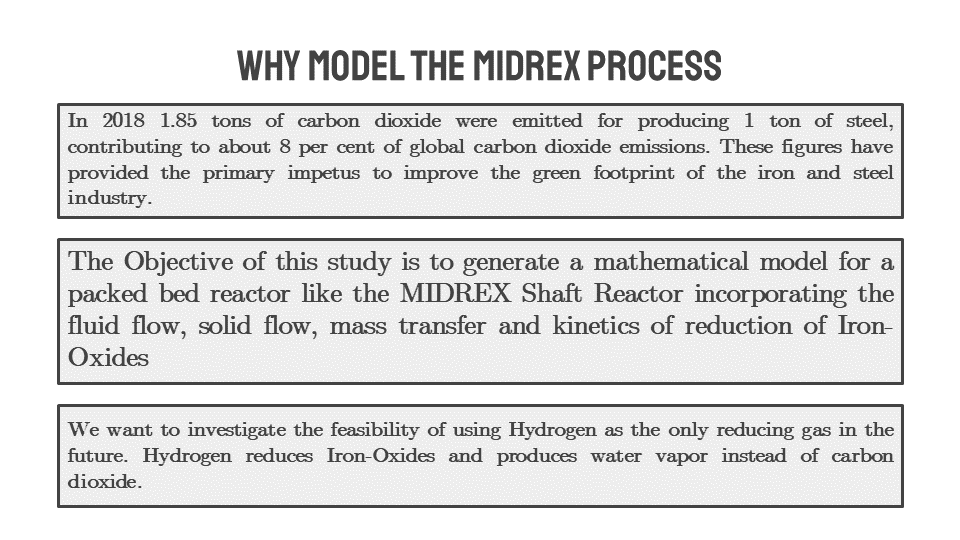 WHY MODEL THE MIDREX PROCESS
In 2018 1.85 tons of carbon dioxide were emitted for producing 1 ton of steel,
contributing to about 8 per cent of global carbon dioxide emissions. These figures have
provided the primary impetus to improve the green footprint of the iron and steel
industry.
The Objective of this study is to generate a mathematical model for a
packed bed reactor like the MIDREX Shaft Reactor incorporating the
fluid flow, solid flow, mass transfer and kinetics of reduction of Iron-
Oxides
We want to investigate the feasibility of using Hydrogen as the only reducing gas in the
future. Hydrogen reduces Iron-Oxides and produces water vapor instead of carbon
dioxide.